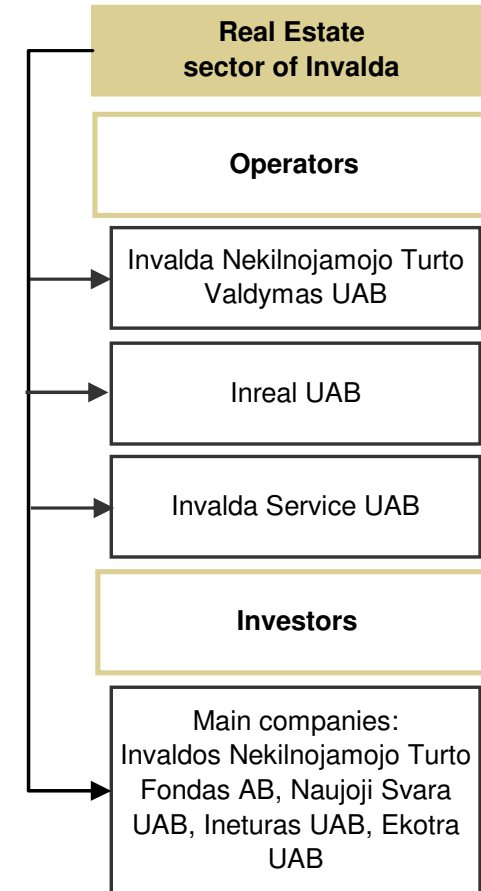 Real Estate
sector of Invalda
Operators
Invalda Nekilnojamojo Turto
Valdymas UAB
Inreal UAB
Invalda Service UAB
Investors
Main companies:
Invaldos Nekilnojamojo Turto
Fondas AB, Naujoji Svara
UAB, Ineturas UAB, Ekotra
UAB